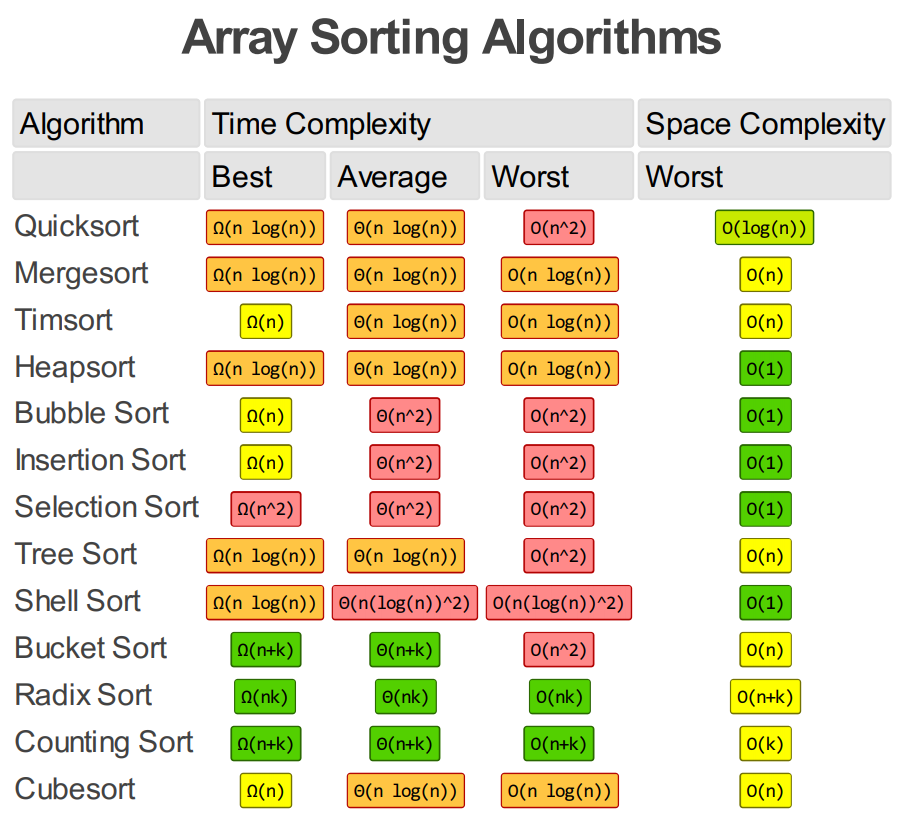 Array Sorting Algorithms
Algorithm Time Complexity Space Complexity
Best Average Worst Worst
Quicksort Ω(n log(n)) Θ(n log(n)) O(n^2) O(log(n))
Mergesort Ω(n log(n)) Θ(n log(n)) O(n log(n)) O(n)
Timsort Ω(n) Θ(n log(n)) O(n log(n)) O(n)
Heapsort Ω(n log(n)) Θ(n log(n)) O(n log(n)) O(1)
Bubble Sort Ω(n) Θ(n^2) O(n^2) O(1)
Insertion Sort Ω(n) Θ(n^2) O(n^2) O(1)
Selection Sort Ω(n^2) Θ(n^2) O(n^2) O(1)
Tree Sort Ω(n log(n)) Θ(n log(n)) O(n^2) O(n)
Shell Sort Ω(n log(n)) Θ(n(log(n))^2) O(n(log(n))^2) O(1)
Bucket Sort Ω(n+k) Θ(n+k) O(n^2) O(n)
Radix Sort Ω(nk) Θ(nk) O(nk) O(n+k)
Counting Sort Ω(n+k) Θ(n+k) O(n+k) O(k)
Cubesort Ω(n) Θ(n log(n)) O(n log(n)) O(n)